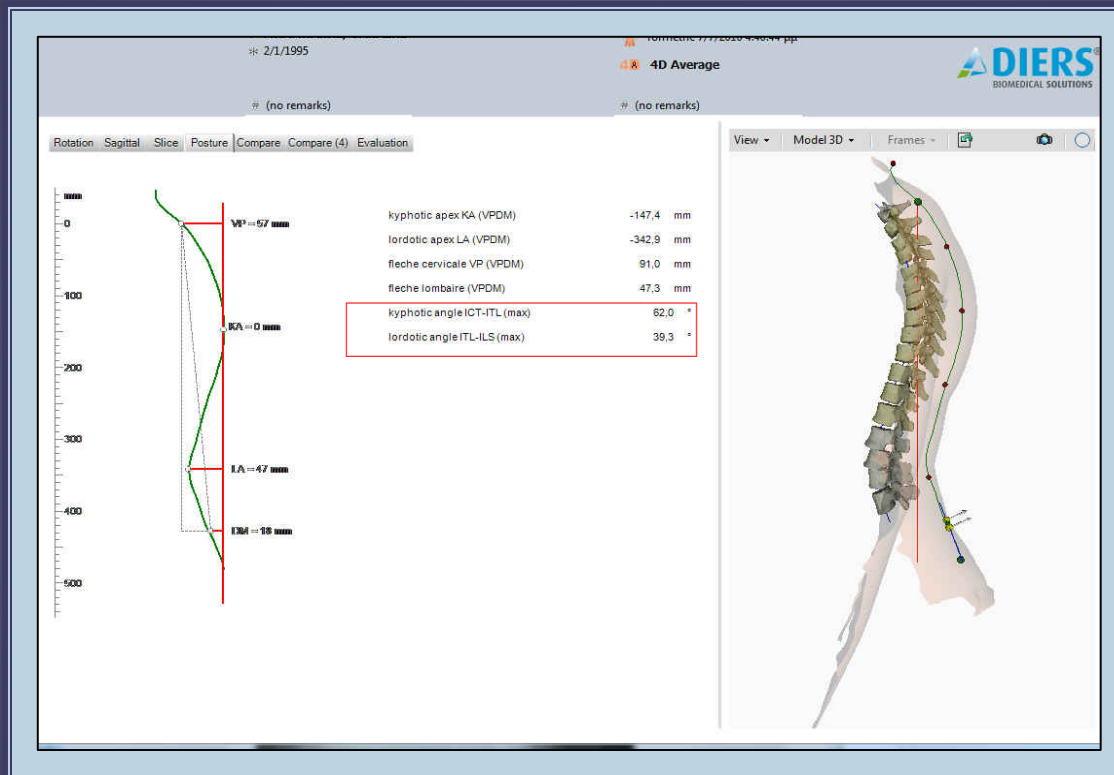 2/1/1995
4D Average
DIERS
BIOMEDICAL SOLUTIONS
(no remarks)
(no remarks)
Rotation Sagittal Slice Posture Compare Compare (4) Evaluation
View Model 3D Frames
mm
0
100
200
300
400
500
VP = 57 mm
KA = 0 mm
LA = 47 mm
DM = 18 mm
kyphotic apex KA (VPDM) -147,4 mm
lordotic apex LA (VPDM) -342,9 mm
fleche cervicale VP (VPDM) 91,0 mm
fleche lombaire (VPDM) 47,3 mm
kyphotic angle ICT-ITL (max) 62,0 °
lordotic angle ITL-ILS (max) 39,3 °